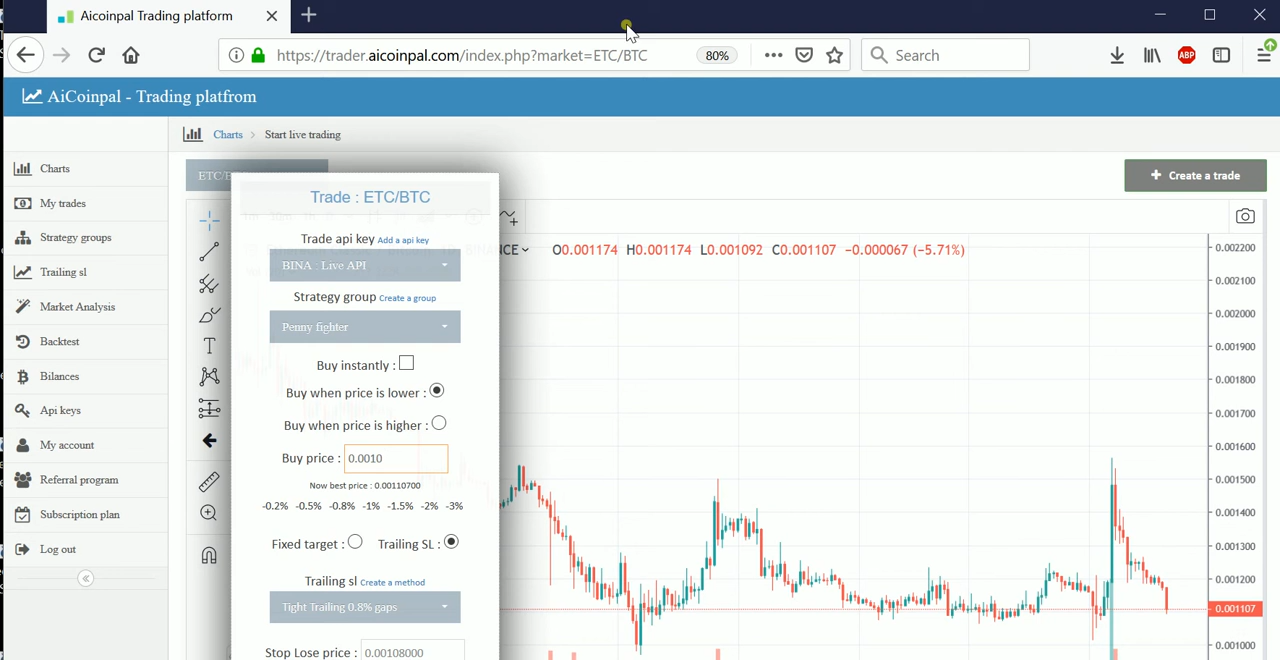 Aicoinpal Trading platform
https://trader.aicoinpal.com/index.php?market=ETC/BTC
80%
Search
ABP
AiCoinpal - Trading platfrom
Charts > Start live trading
Charts
My trades
Strategy groups
Trailing sl
Market Analysis
Backtest
Bilances
Api keys
My account
Referral program
Subscription plan
Log out
+ Create a trade
Trade : ETC/BTC
Trade api key Add a api key
BINA : Live API
Strategy group Create a group
Penny fighter
Buy instantly :
Buy when price is lower :
Buy when price is higher :
Buy price : 0.0010
Now best price : 0.00110700
-0.2% -0.5% -0.8% -1% -1.5% -2% -3%
Fixed target : Trailing SL :
Trailing sl Create a method
Tight Trailing 0.8% gaps
Stop Lose price : 0.00108000
O0.001174 H0.001174 L0.001092 C0.001107 −0.000067 (−5.71%)
0.002200
0.002100
0.002000
0.001900
0.001800
0.001700
0.001600
0.001500
0.001400
0.001300
0.001200
0.001107
0.001000